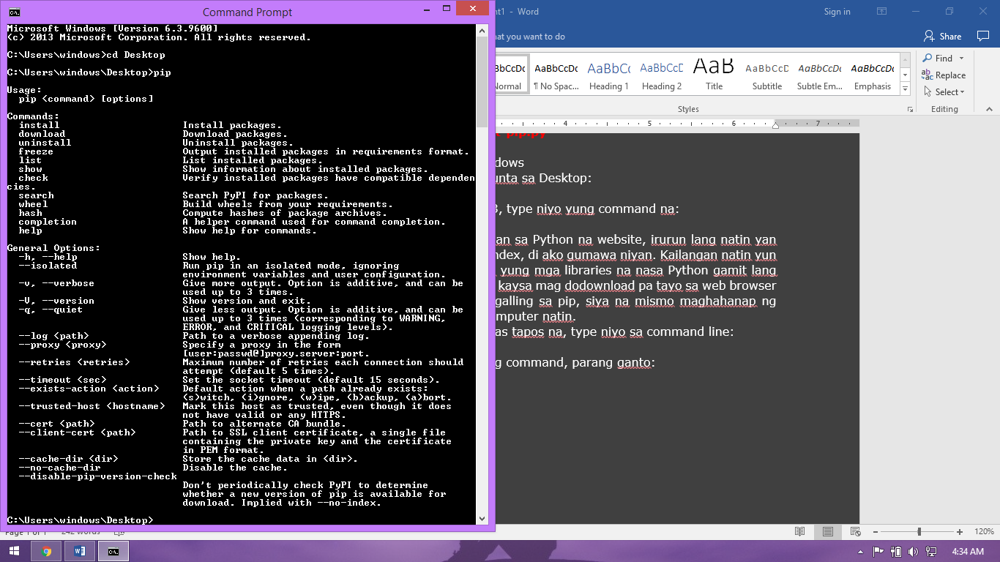 Command Prompt
Microsoft Windows [Version 6.3.9600]
(c) 2013 Microsoft Corporation. All rights reserved.
C:\Users\windows>cd Desktop
C:\Users\windows\Desktop>pip
Usage:
  pip <command> [options]
Commands:
  install                     Install packages.
  download                    Download packages.
  uninstall                   Uninstall packages.
  freeze                      Output installed packages in requirements format.
  list                        List installed packages.
  show                        Show information about installed packages.
  check                       Verify installed packages have compatible dependen
cies.
  search                      Search PyPI for packages.
  wheel                       Build wheels from your requirements.
  hash                        Compute hashes of package archives.
  completion                  A helper command used for command completion.
  help                        Show help for commands.
General Options:
  -h, --help                  Show help.
  --isolated                  Run pip in an isolated mode, ignoring
                              environment variables and user configuration.
  -v, --verbose               Give more output. Option is additive, and can be
                              used up to 3 times.
  -V, --version               Show version and exit.
  -q, --quiet                 Give less output. Option is additive, and can be
                              used up to 3 times (corresponding to WARNING,
                              ERROR, and CRITICAL logging levels).
  --log <path>                Path to a verbose appending log.
  --proxy <proxy>             Specify a proxy in the form
                              [user:passwd@]proxy.server:port.
  --retries <retries>         Maximum number of retries each connection should
                              attempt (default 5 times).
  --timeout <sec>             Set the socket timeout (default 15 seconds).
  --exists-action <action>    Default action when a path already exists:
                              (s)witch, (i)gnore, (w)ipe, (b)ackup, (a)bort.
  --trusted-host <hostname>   Mark this host as trusted, even though it does
                              not have valid or any HTTPS.
  --cert <path>               Path to alternate CA bundle.
  --client-cert <path>        Path to SSL client certificate, a single file
                              containing the private key and the certificate
                              in PEM format.
  --cache-dir <dir>           Store the cache data in <dir>.
  --no-cache-dir              Disable the cache.
  --disable-pip-version-check
                              Don't periodically check PyPI to determine
                              whether a new version of pip is available for
                              download. Implied with --no-index.
C:\Users\windows\Desktop>
nt1 - Word
Sign in
hat you want to do
Share
BbCcDc AaBbCcDc AaBbCc AaBbCcD AaB AaBbCcD AaBbCcDc AaBbCcDc
Normal ¶ No Spac... Heading 1 Heading 2 Title Subtitle Subtle Em... Emphasis
Find
Replace
Select
Styles
Editing
4 5 6 7
pip.py
dows
unta sa Desktop:
3, type niyo yung command na:
an sa Python na website, irurun lang natin yan
ndex, di ako gumawa niyan. Kailangan natin yun
yung mga libraries na nasa Python gamit lang
kaysa mag dodownload pa tayo sa web browser
galling sa pip, siya na mismo maghahanap ng
mputer natin.
as tapos na, type niyo sa command line:
g command, parang ganto:
Page 1 of 1 242 words
120%
4:34 AM